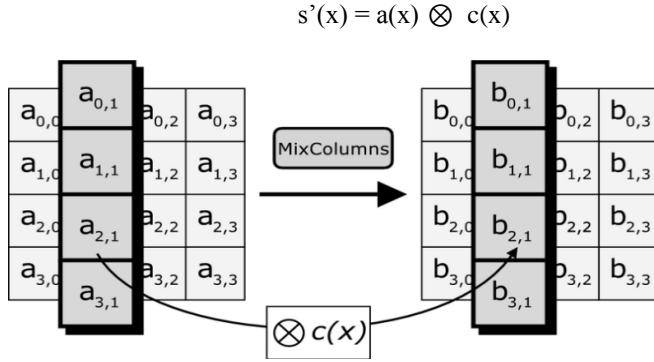 s’(x) = a(x) ⊗ c(x)
a0,0 a0,1 a0,2 a0,3
a1,0 a1,1 a1,2 a1,3
a2,0 a2,1 a2,2 a2,3
a3,0 a3,1 a3,2 a3,3
MixColumns
b0,0 b0,1 b0,2 b0,3
b1,0 b1,1 b1,2 b1,3
b2,0 b2,1 b2,2 b2,3
b3,0 b3,1 b3,2 b3,3
⊗ c(x)